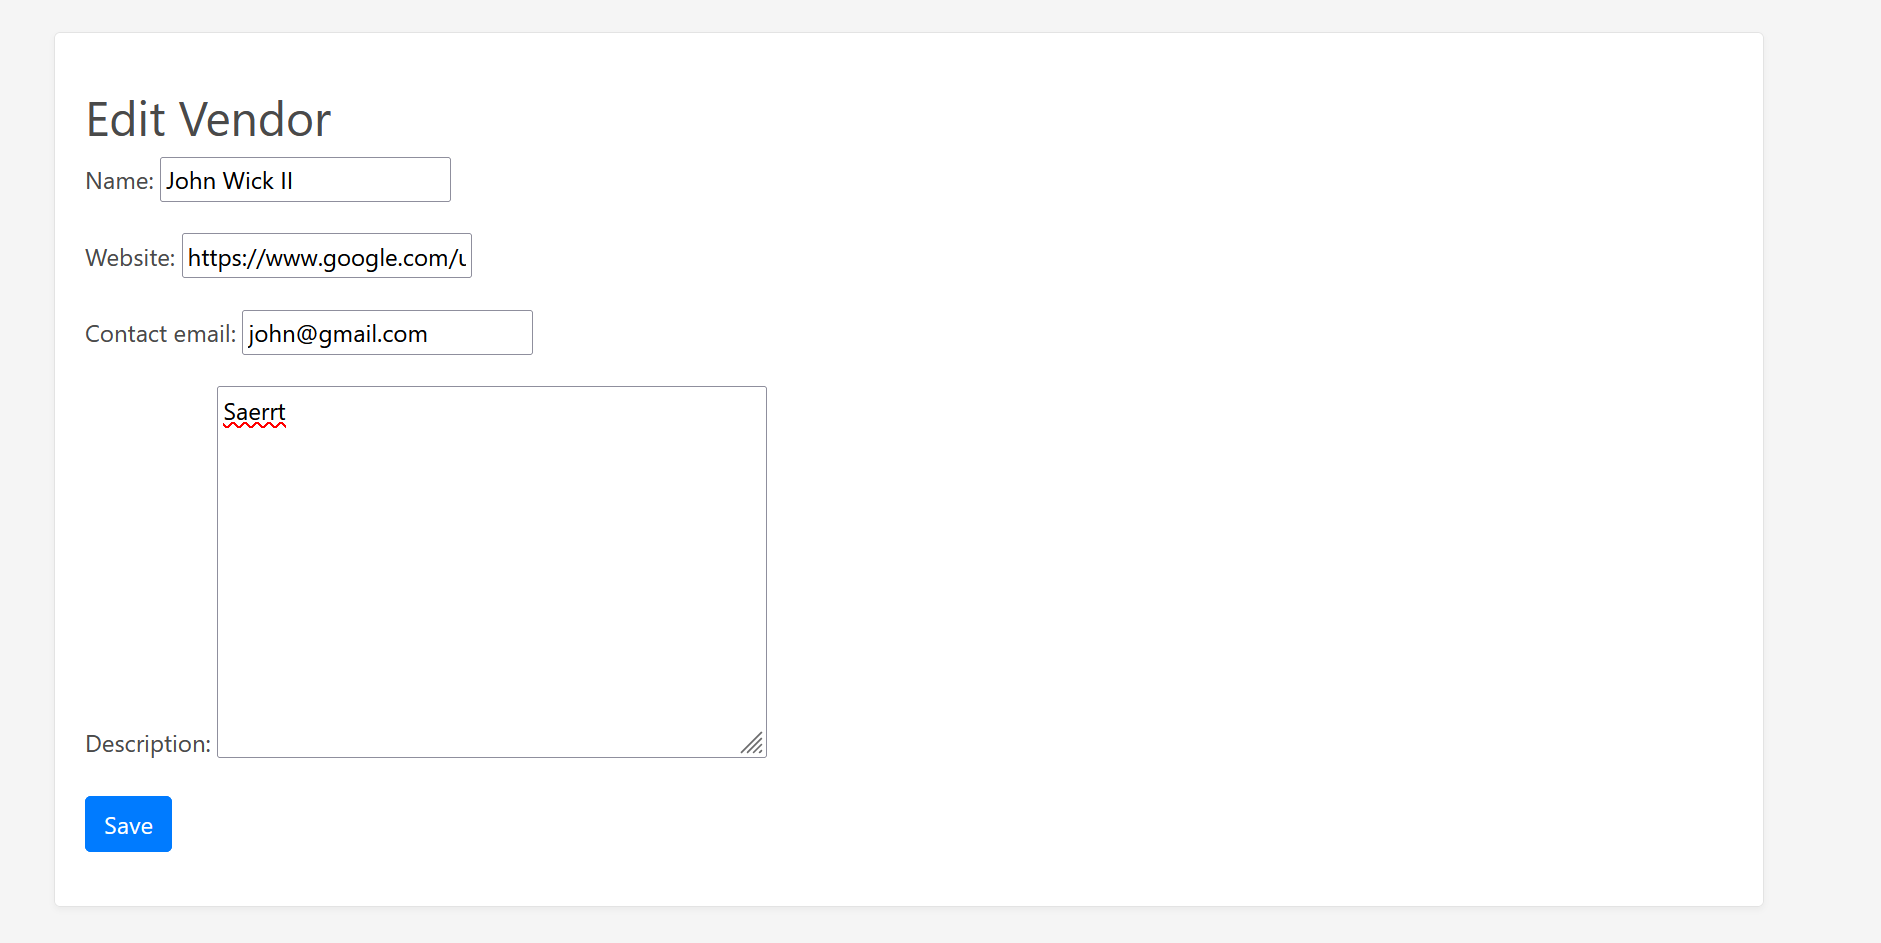 Edit Vendor
Name: John Wick II
Website: https://www.google.com/u
Contact email: john@gmail.com
Saerrt
Description:
Save